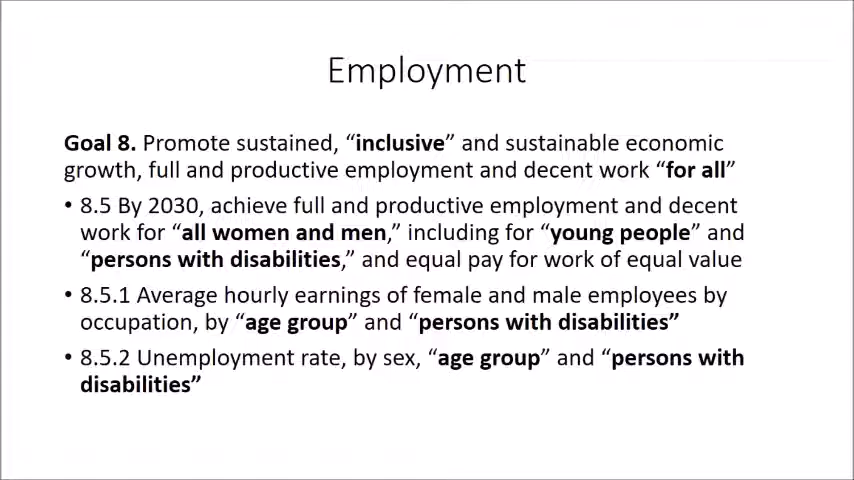 Employment
Goal 8. Promote sustained, “inclusive” and sustainable economic
growth, full and productive employment and decent work “for all”
• 8.5 By 2030, achieve full and productive employment and decent
work for “all women and men,” including for “young people” and
“persons with disabilities,” and equal pay for work of equal value
• 8.5.1 Average hourly earnings of female and male employees by
occupation, by “age group” and “persons with disabilities”
• 8.5.2 Unemployment rate, by sex, “age group” and “persons with
disabilities”